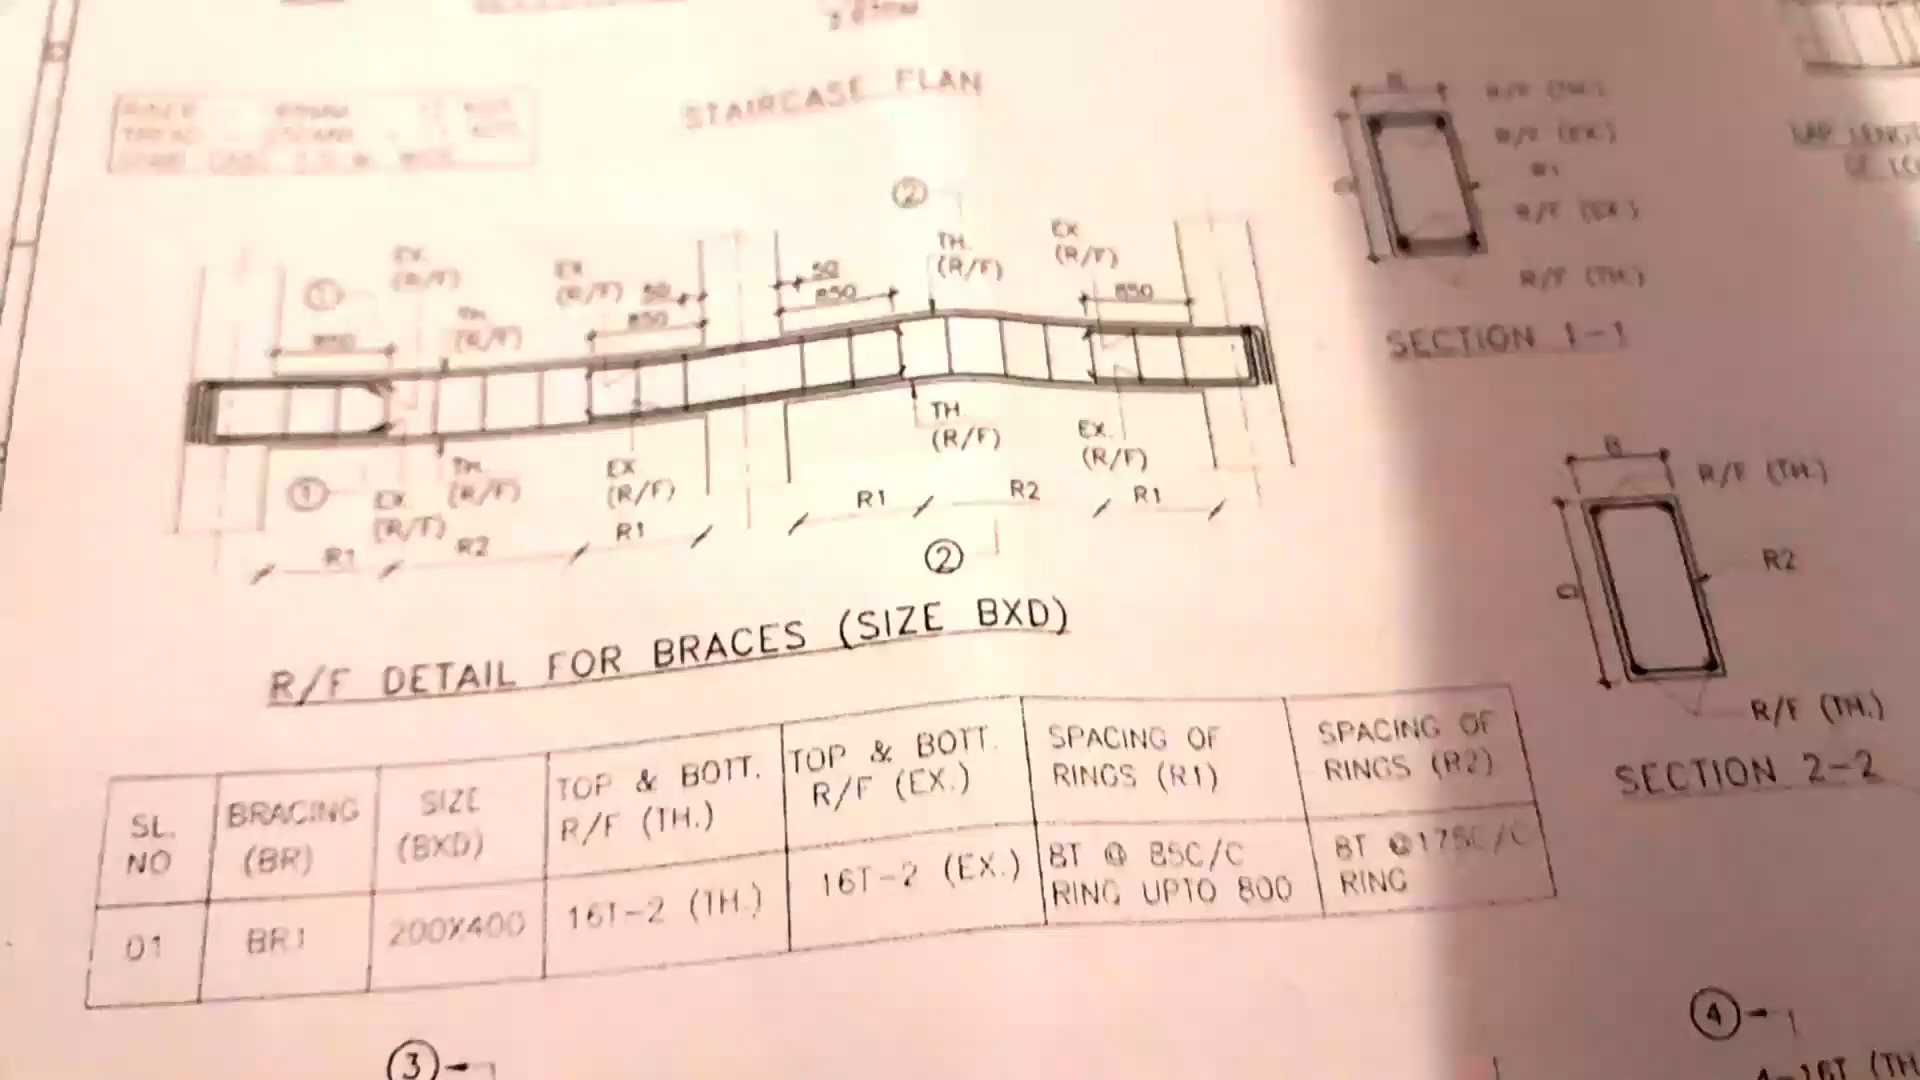 STAIRCASE PLAN
②
EX.
(R/F)
TH.
(R/F)
EX
(R/F)
50
850
50
850
TH.
(R/F)
EX
(R/F)
850
①
850
TH
(R/F)
EX.
(R/F)
TH.
(R/F)
EX
(R/F)
①
EX
(R/F)
R1
R2
R1
R1
R2
R1
②
R/F DETAIL FOR BRACES (SIZE BXD)
SL. NO
BRACING (BR)
SIZE (BXD)
TOP & BOTT. R/F (TH.)
TOP & BOTT. R/F (EX.)
SPACING OF RINGS (R1)
SPACING OF RINGS (R2)
01
BR1
200X400
16T-2 (TH.)
16T-2 (EX.)
8T @ 85C/C RING UPTO 800
8T @175C/C RING
B
R/F (TH.)
R/F (EX.)
R1
D
R/F (EX.)
R/F (TH.)
SECTION 1-1
B
R/F (TH.)
R2
D
R/F (TH.)
SECTION 2-2
③
④
4-16T (TH